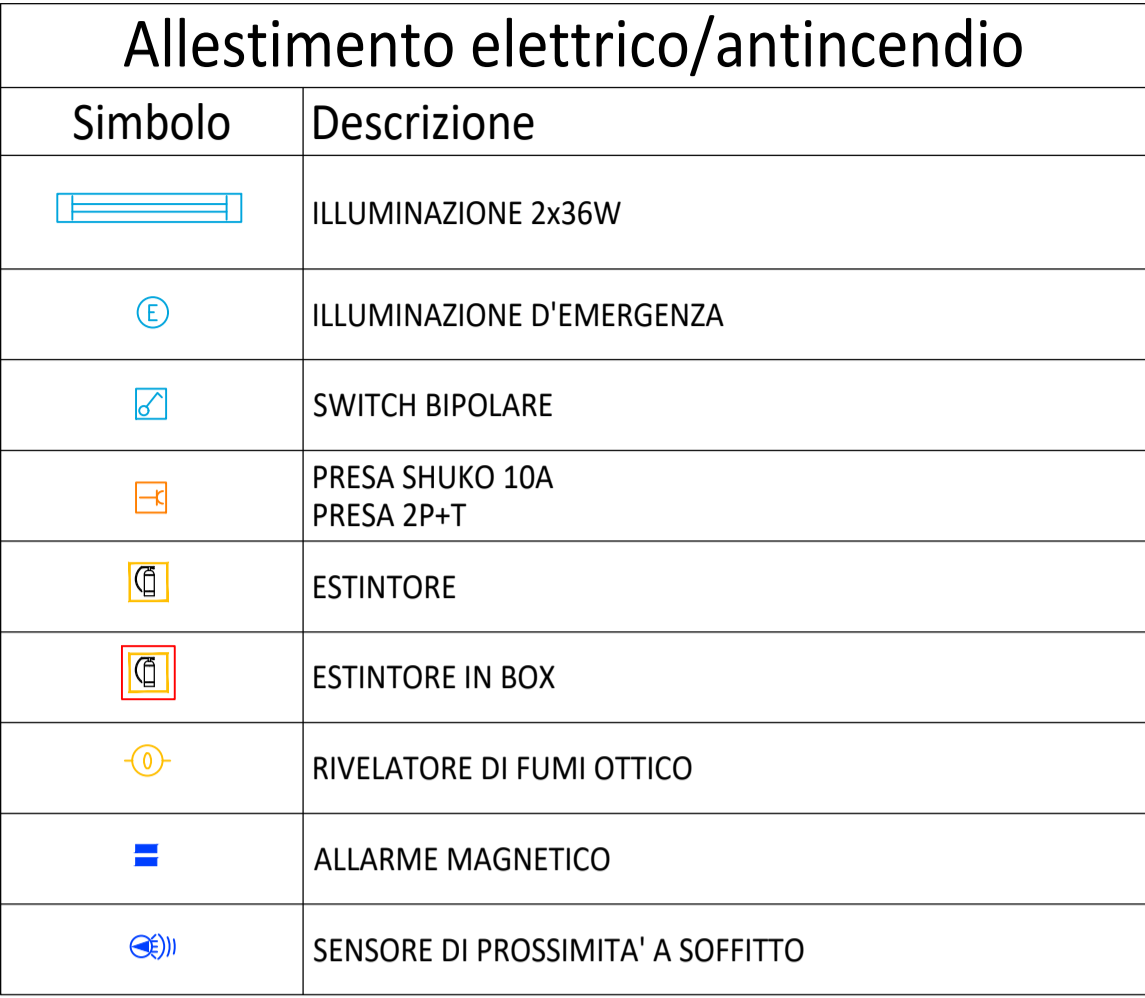 Allestimento elettrico/antincendio
Simbolo Descrizione
ILLUMINAZIONE 2x36W
E ILLUMINAZIONE D'EMERGENZA
SWITCH BIPOLARE
PRESA SHUKO 10A
PRESA 2P+T
ESTINTORE
ESTINTORE IN BOX
RIVELATORE DI FUMI OTTICO
ALLARME MAGNETICO
SENSORE DI PROSSIMITA' A SOFFITTO